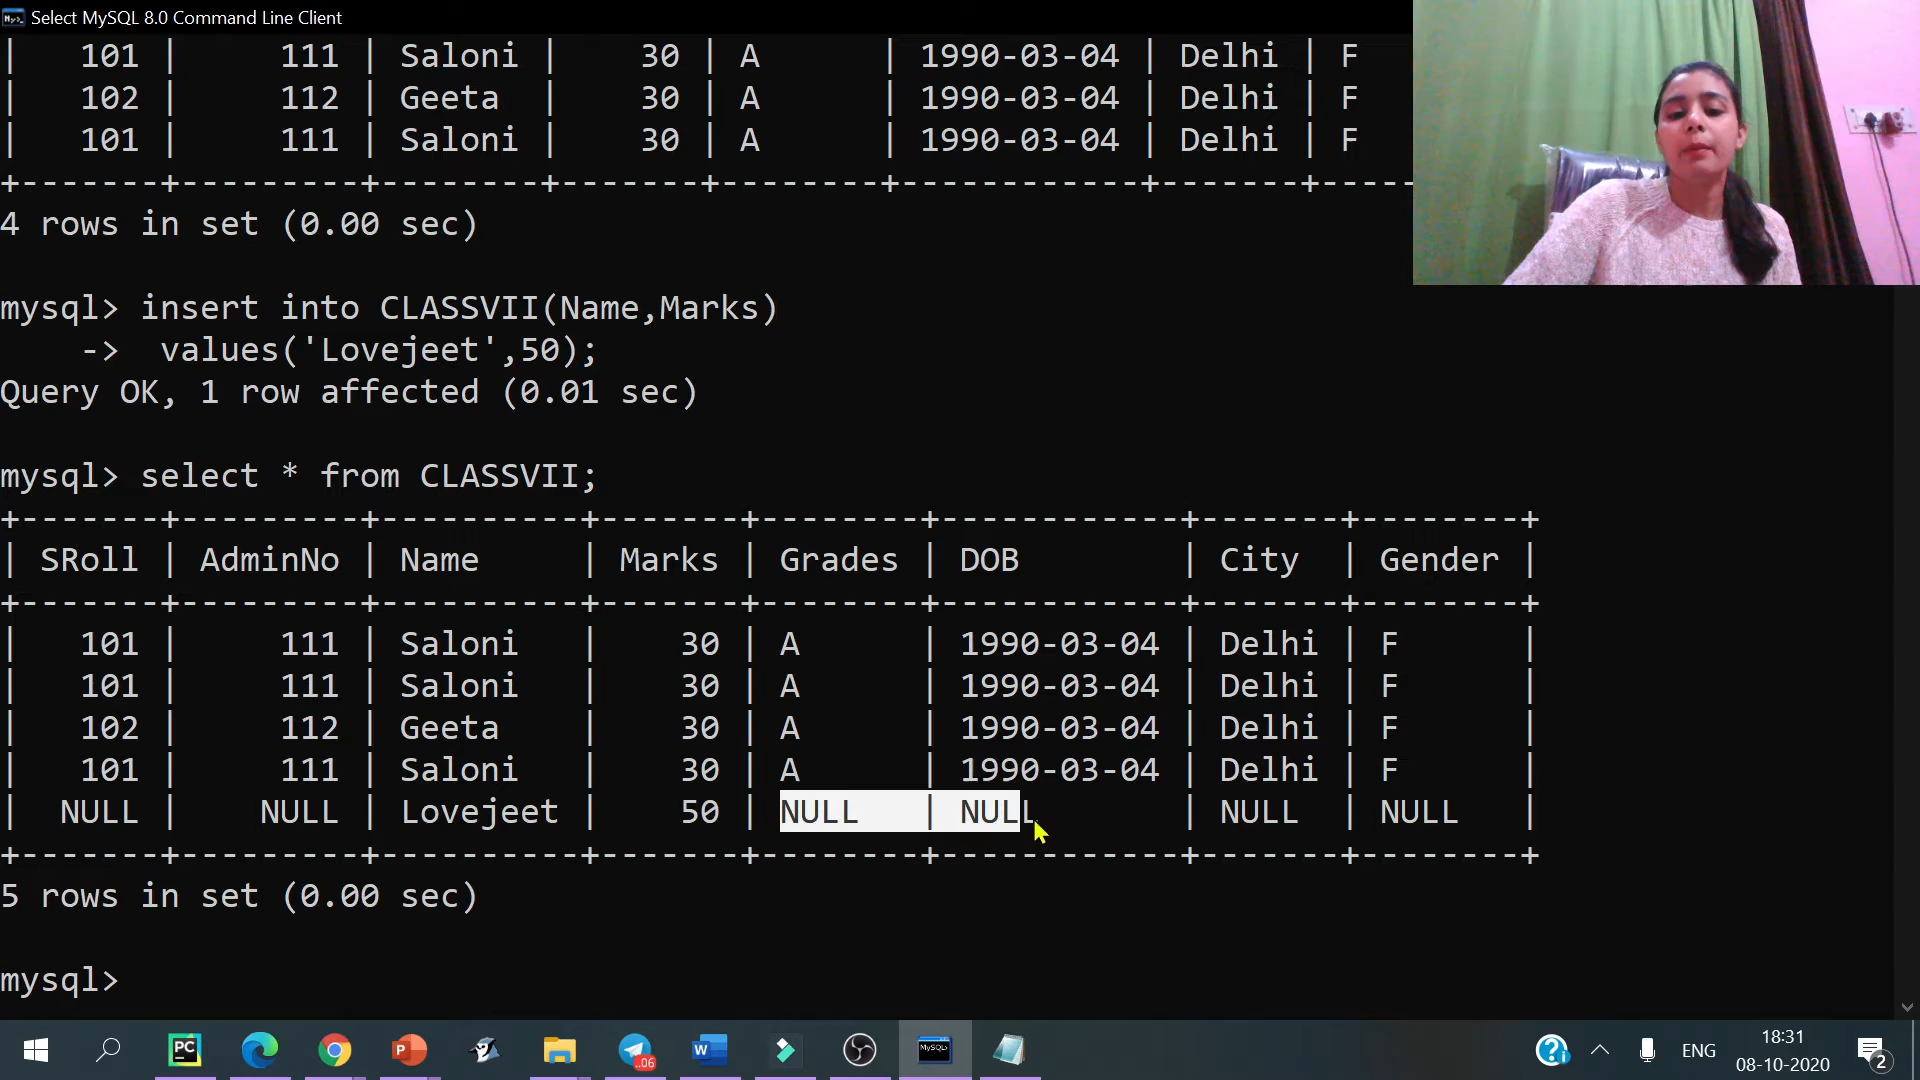 Select MySQL 8.0 Command Line Client
| 101 | 111 | Saloni | 30 | A | 1990-03-04 | Delhi | F
| 102 | 112 | Geeta | 30 | A | 1990-03-04 | Delhi | F
| 101 | 111 | Saloni | 30 | A | 1990-03-04 | Delhi | F
+-------+---------+--------+-------+--------+------------+-------+-----
4 rows in set (0.00 sec)
mysql> insert into CLASSVII(Name,Marks)
-> values('Lovejeet',50);
Query OK, 1 row affected (0.01 sec)
mysql> select * from CLASSVII;
+-------+---------+----------+-------+--------+------------+-------+--------+
| SRoll | AdminNo | Name | Marks | Grades | DOB | City | Gender |
+-------+---------+----------+-------+--------+------------+-------+--------+
| 101 | 111 | Saloni | 30 | A | 1990-03-04 | Delhi | F |
| 101 | 111 | Saloni | 30 | A | 1990-03-04 | Delhi | F |
| 102 | 112 | Geeta | 30 | A | 1990-03-04 | Delhi | F |
| 101 | 111 | Saloni | 30 | A | 1990-03-04 | Delhi | F |
| NULL | NULL | Lovejeet | 50 | NULL | NULL | NULL | NULL |
+-------+---------+----------+-------+--------+------------+-------+--------+
5 rows in set (0.00 sec)
mysql>
PC
P
.06
W
MySQL
ENG
18:31
08-10-2020
2